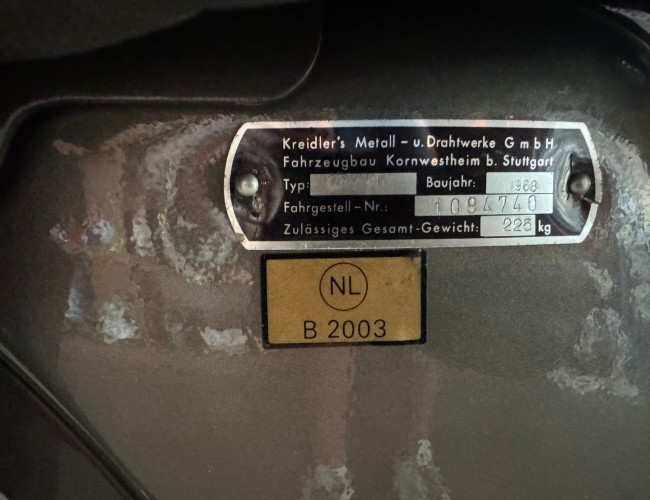 Kreidler's Metall - u. Drahtwerke G m b H
Fahrzeugbau Kornwestheim b. Stuttgart
Typ: Baujahr: 1968
Fahrgestell-Nr.: 1094740
Zulässiges Gesamt-Gewicht: 225 kg
NL
B 2003